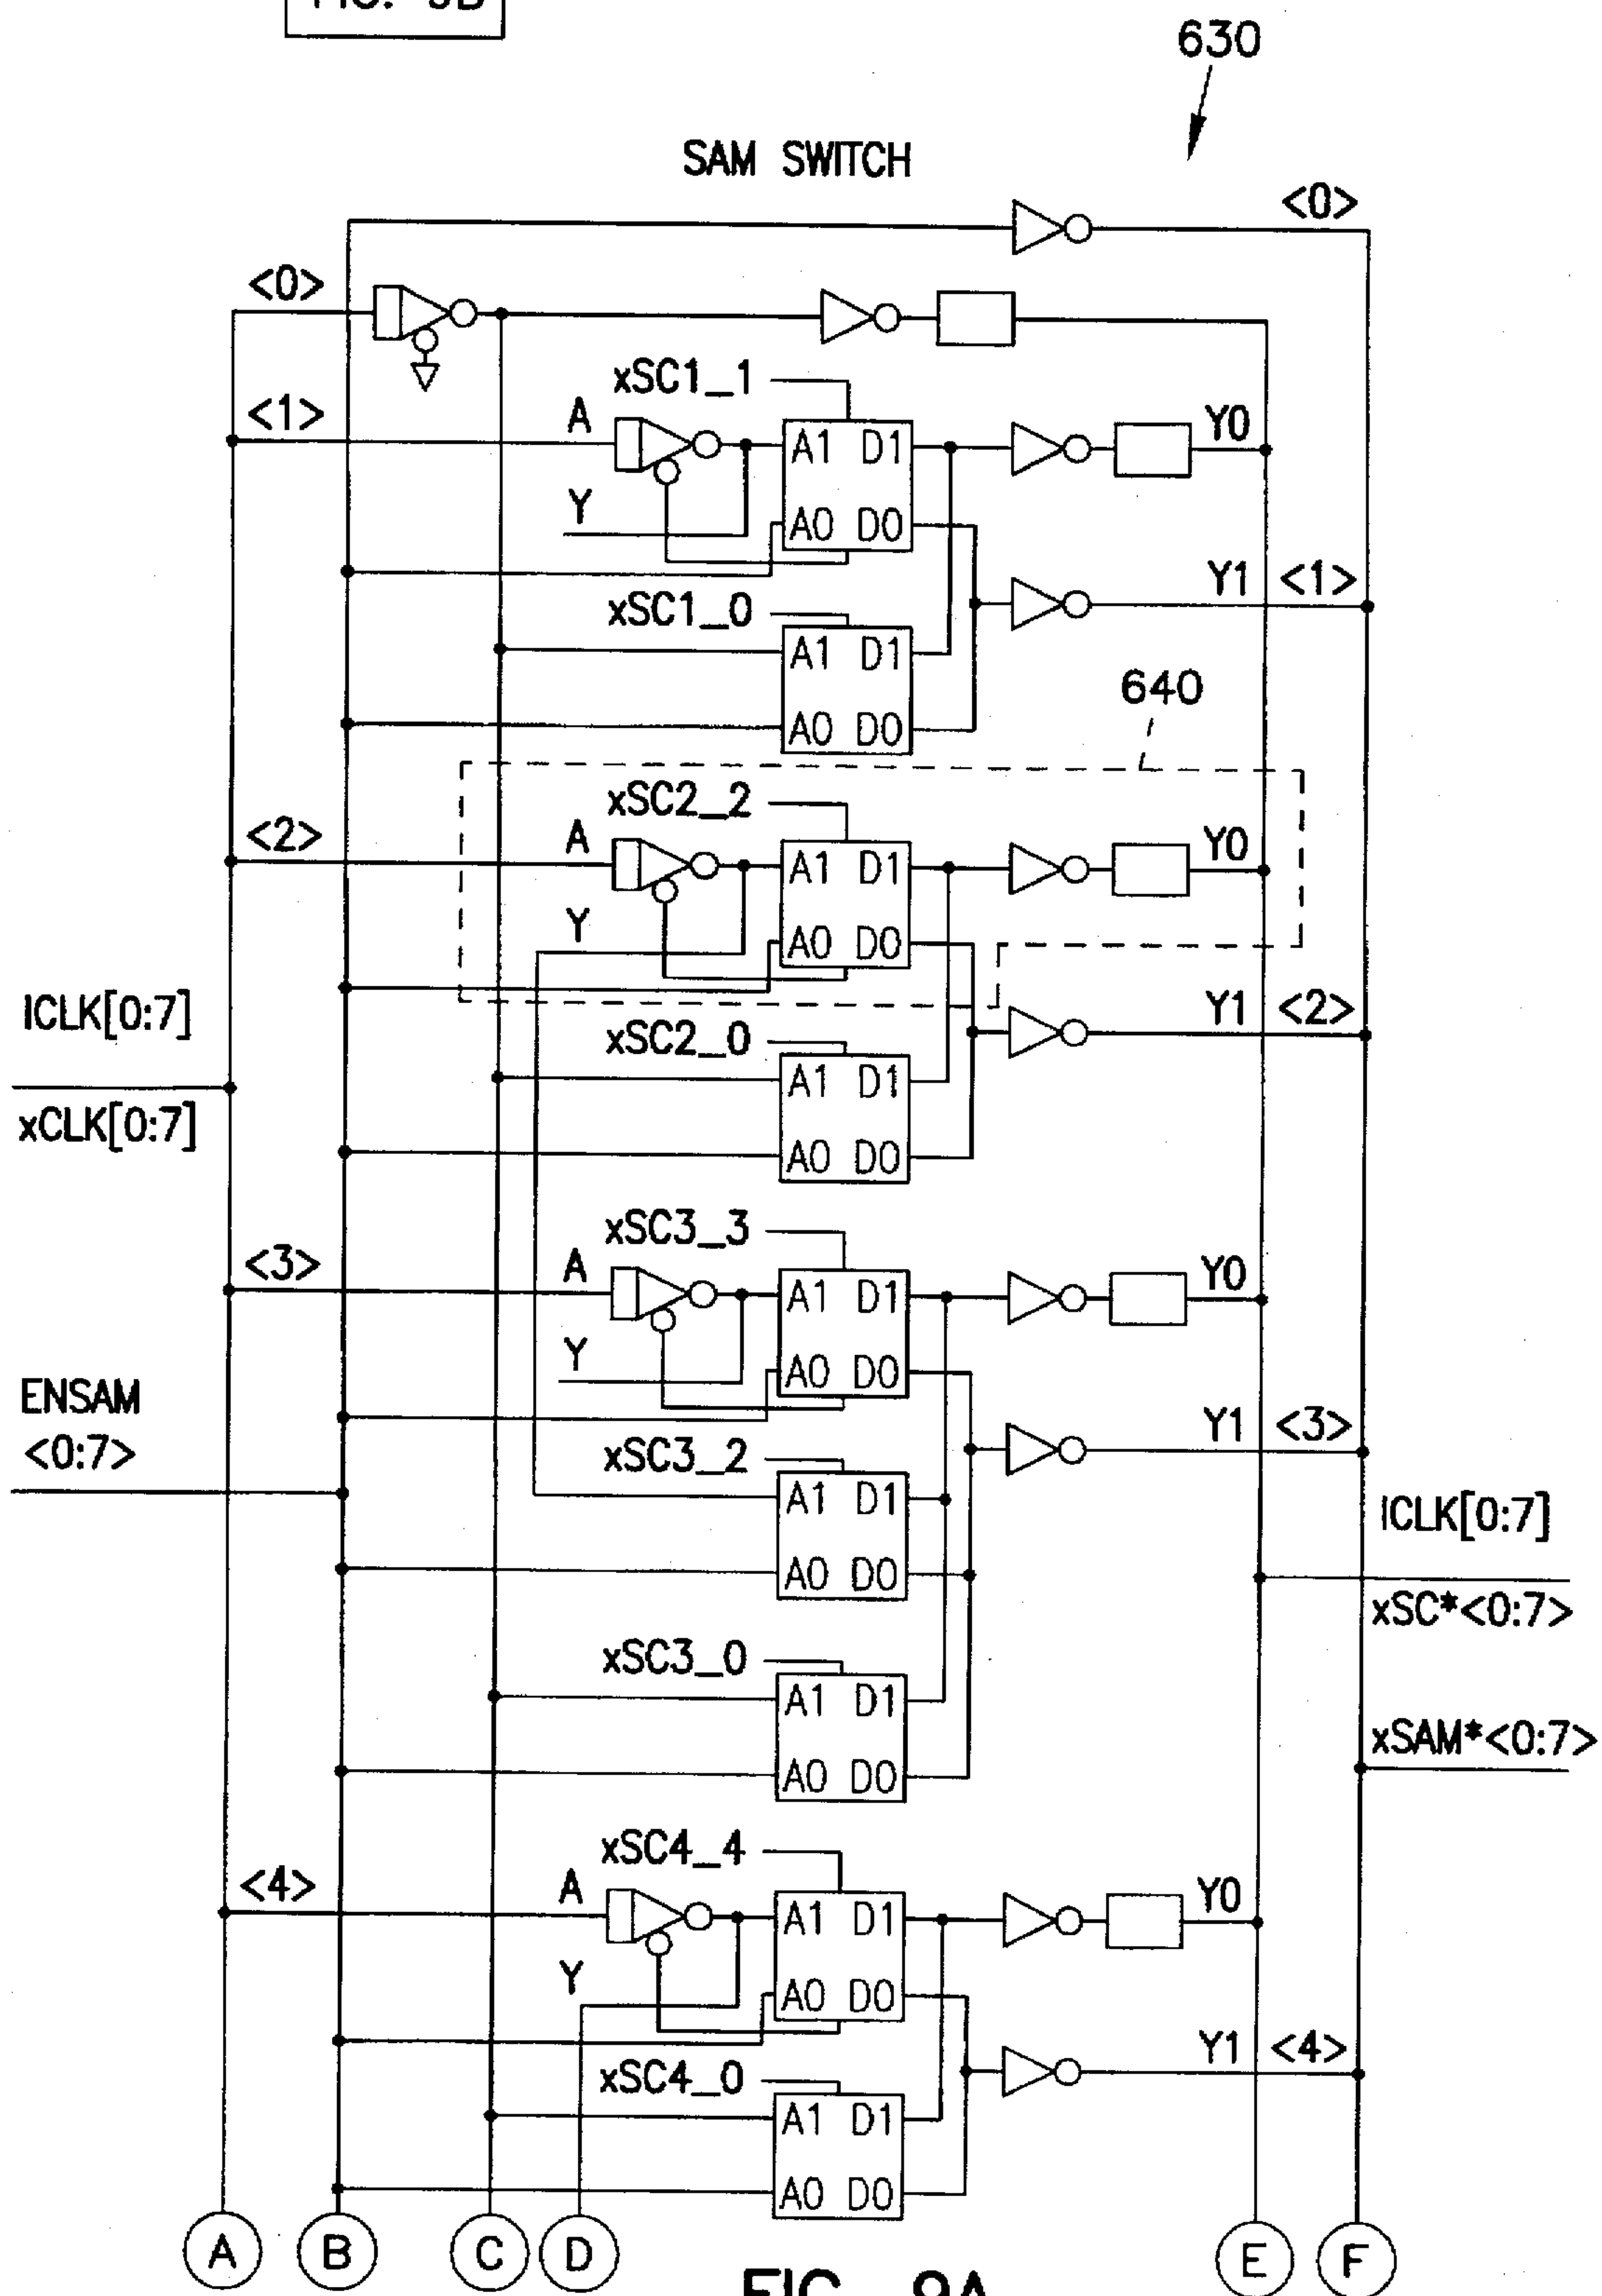 630
SAM SWITCH
<0>
<0>
xSC1_1
<1>
A
A1 D1
Y0
Y
A0 D0
Y1 <1>
xSC1_0
A1 D1
A0 D0
640
xSC2_2
<2>
A
A1 D1
Y0
Y
A0 D0
ICLK[0:7]
xCLK[0:7]
Y1 <2>
xSC2_0
A1 D1
A0 D0
xSC3_3
<3>
A
A1 D1
Y0
Y
A0 D0
ENSAM
<0:7>
Y1 <3>
xSC3_2
A1 D1
A0 D0
ICLK[0:7]
xSC*<0:7>
xSC3_0
A1 D1
A0 D0
xSAM*<0:7>
xSC4_4
<4>
A
A1 D1
Y0
Y
A0 D0
Y1 <4>
xSC4_0
A1 D1
A0 D0
A B C D E F
FIG. 9A